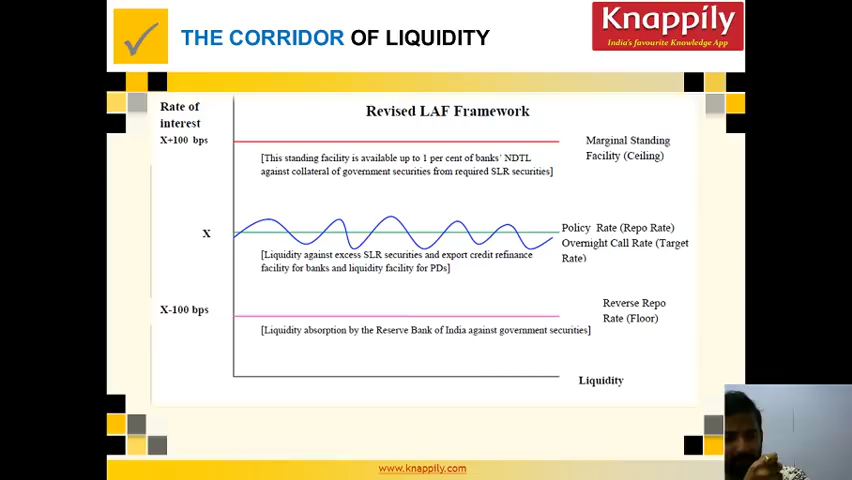 THE CORRIDOR OF LIQUIDITY
Knappily
India's favourite Knowledge App
Rate of
interest
Revised LAF Framework
X+100 bps
Marginal Standing
Facility (Ceiling)
[This standing facility is available up to 1 per cent of banks' NDTL
against collateral of government securities from required SLR securities]
X
Policy Rate (Repo Rate)
Overnight Call Rate (Target
Rate)
[Liquidity against excess SLR securities and export credit refinance
facility for banks and liquidity facility for PDs]
X-100 bps
Reverse Repo
Rate (Floor)
[Liquidity absorption by the Reserve Bank of India against government securities]
Liquidity
www.knappily.com